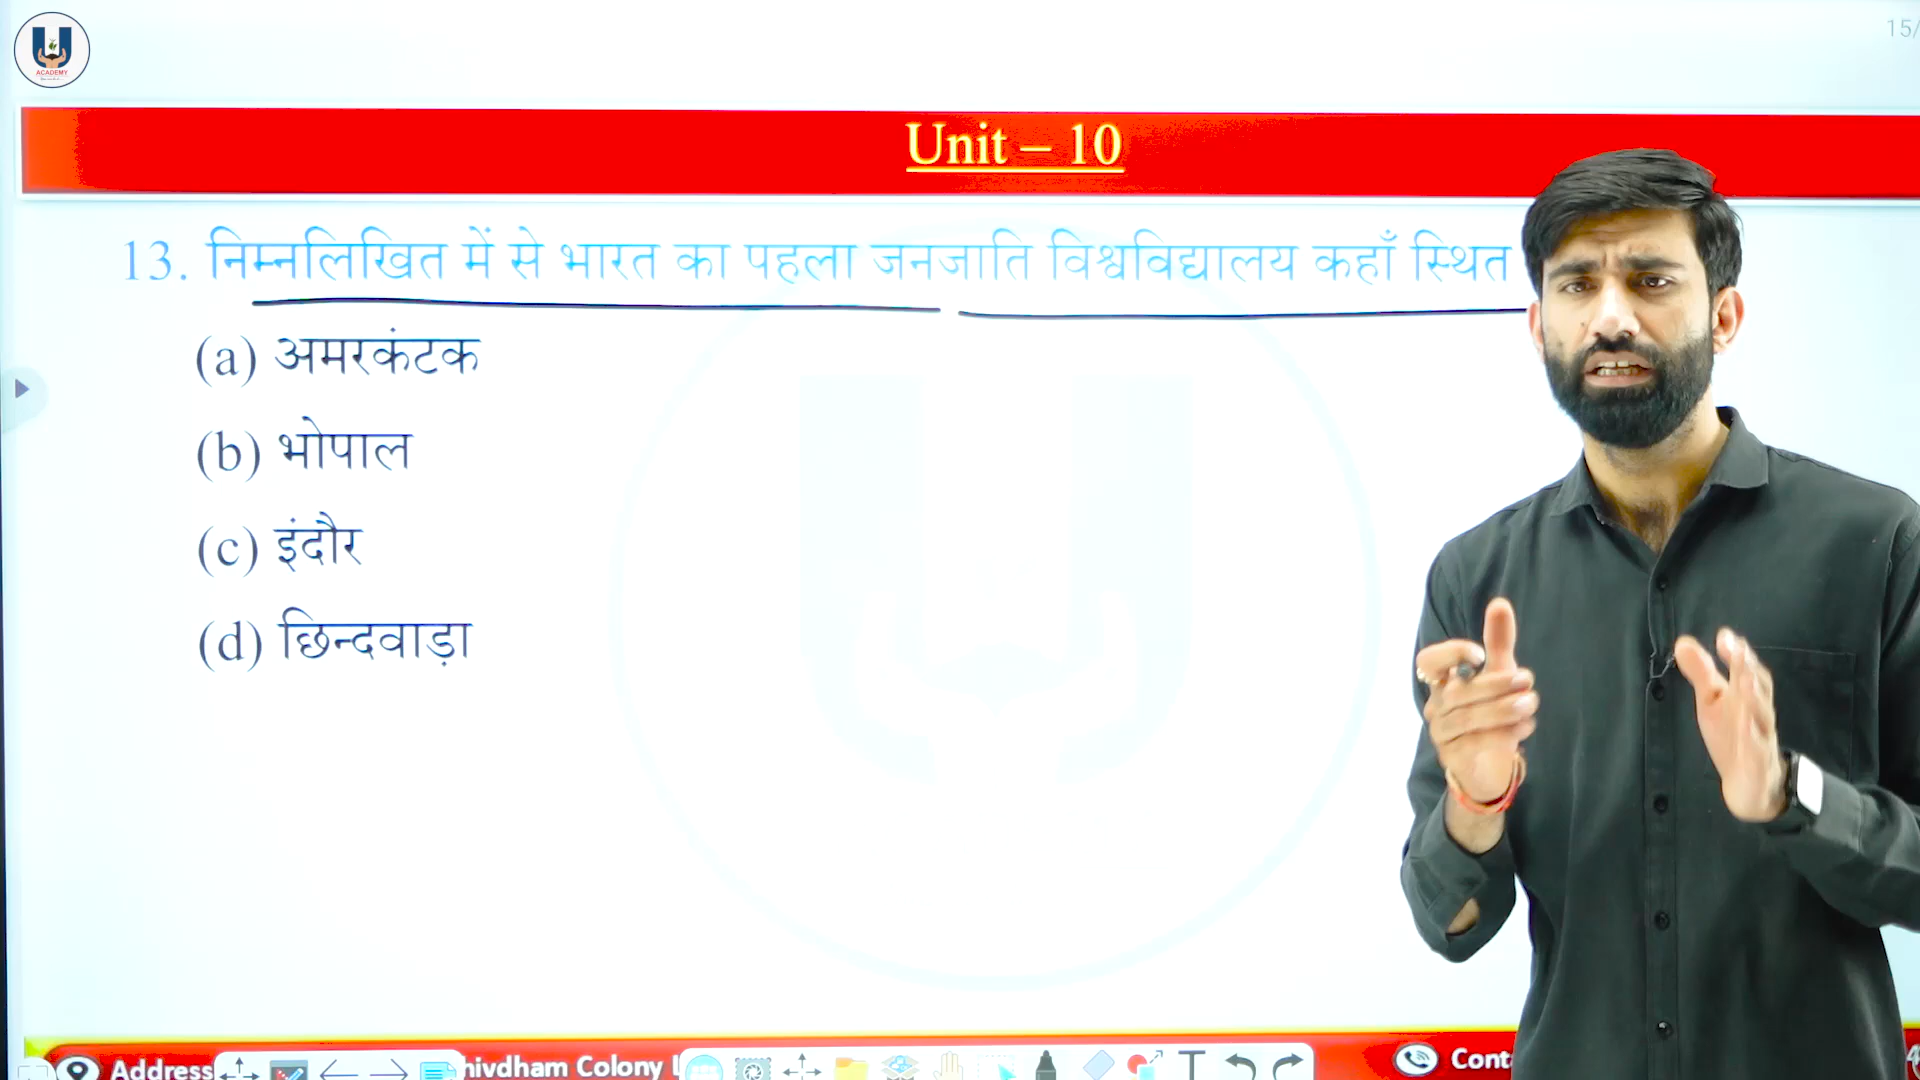 ACADEMY
15/
Unit – 10
13. निम्नलिखित में से भारत का पहला जनजाति विश्वविद्यालय कहाँ स्थित
(a) अमरकंटक
(b) भोपाल
(c) इंदौर
(d) छिन्दवाड़ा
Address hivdham Colony Cont